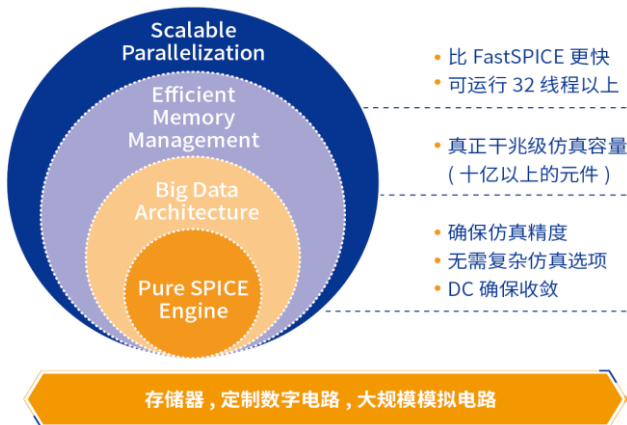 Scalable
Parallelization
Efficient
Memory
Management
Big Data
Architecture
Pure SPICE
Engine
• 比 FastSPICE 更快
• 可运行 32 线程以上
• 真正千兆级仿真容量
( 十亿以上的元件 )
• 确保仿真精度
• 无需复杂仿真选项
• DC 确保收敛
存储器 , 定制数字电路 , 大规模模拟电路